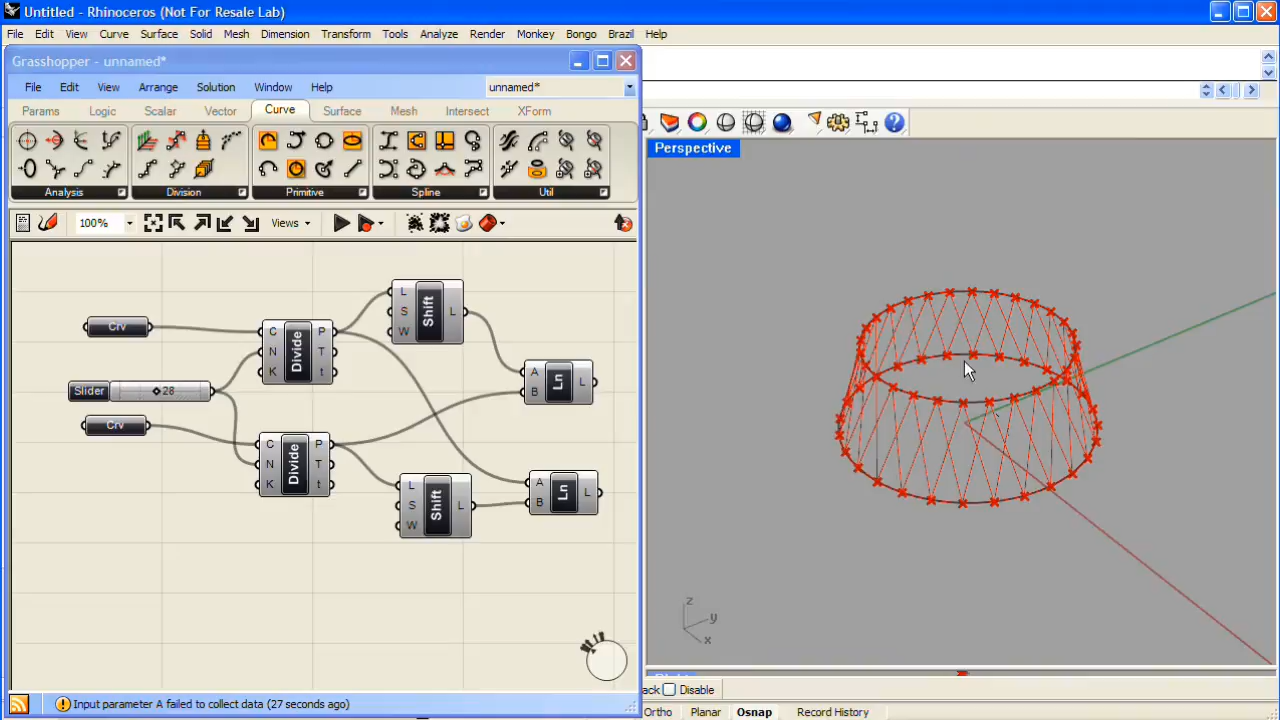 Untitled - Rhinoceros (Not For Resale Lab)
File Edit View Curve Surface Solid Mesh Dimension Transform Tools Analyze Render Monkey Bongo Brazil Help
Grasshopper - unnamed*
File Edit View Arrange Solution Window Help unnamed*
Params Logic Scalar Vector Curve Surface Mesh Intersect XForm
Analysis Division Primitive Spline Util
100% Views
Perspective
Crv
Slider 28
Crv
C N K Divide P T t
C N K Divide P T t
L S W Shift L
L S W Shift L
A B Ln L
A B Ln L
z
y
x
Input parameter A failed to collect data (27 seconds ago)
ack Disable
Ortho Planar Osnap Record History